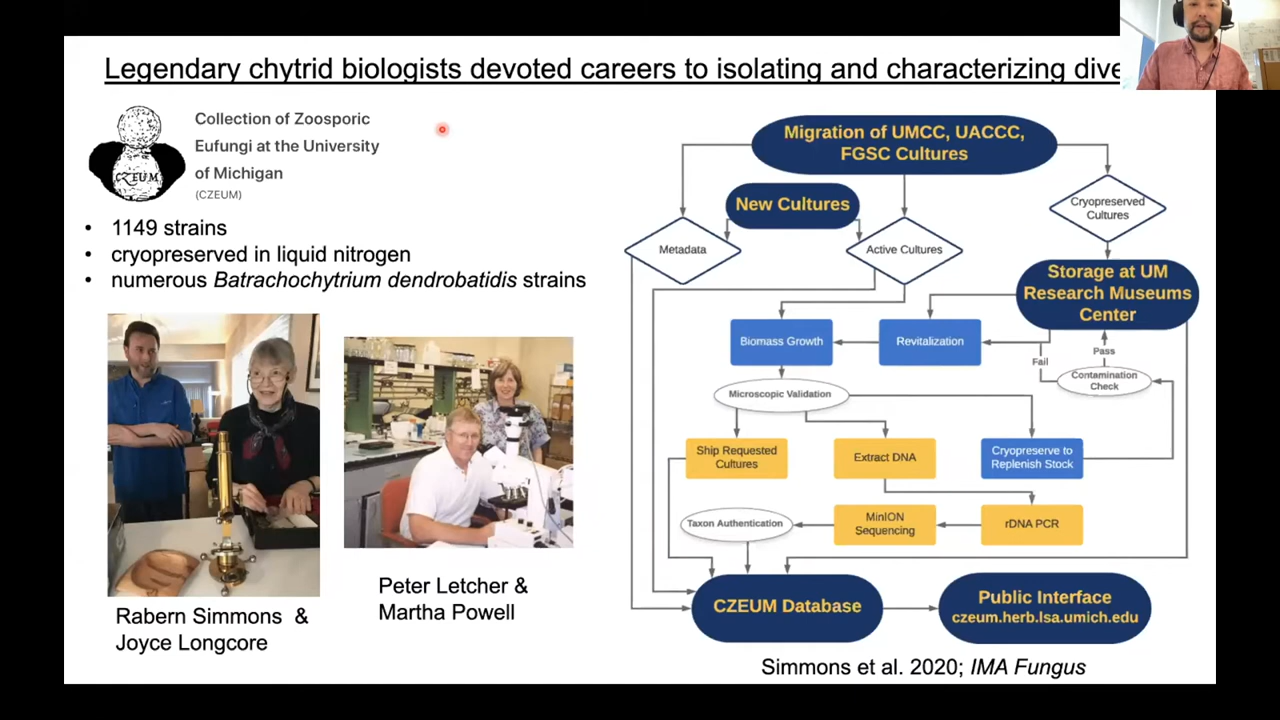 Legendary chytrid biologists devoted careers to isolating and characterizing dive
Collection of Zoosporic
Eufungi at the University
of Michigan
(CZEUM)
CZEUM
• 1149 strains
• cryopreserved in liquid nitrogen
• numerous Batrachochytrium dendrobatidis strains
Rabern Simmons &
Joyce Longcore
Peter Letcher &
Martha Powell
Migration of UMCC, UACCC,
FGSC Cultures
New Cultures
Cryopreserved
Cultures
Metadata
Active Cultures
Storage at UM
Research Museums
Center
Biomass Growth
Revitalization
Fail
Pass
Contamination
Check
Microscopic Validation
Ship Requested
Cultures
Extract DNA
Cryopreserve to
Replenish Stock
Taxon Authentication
MinION
Sequencing
rDNA PCR
CZEUM Database
Public Interface
czeum.herb.lsa.umich.edu
Simmons et al. 2020; IMA Fungus